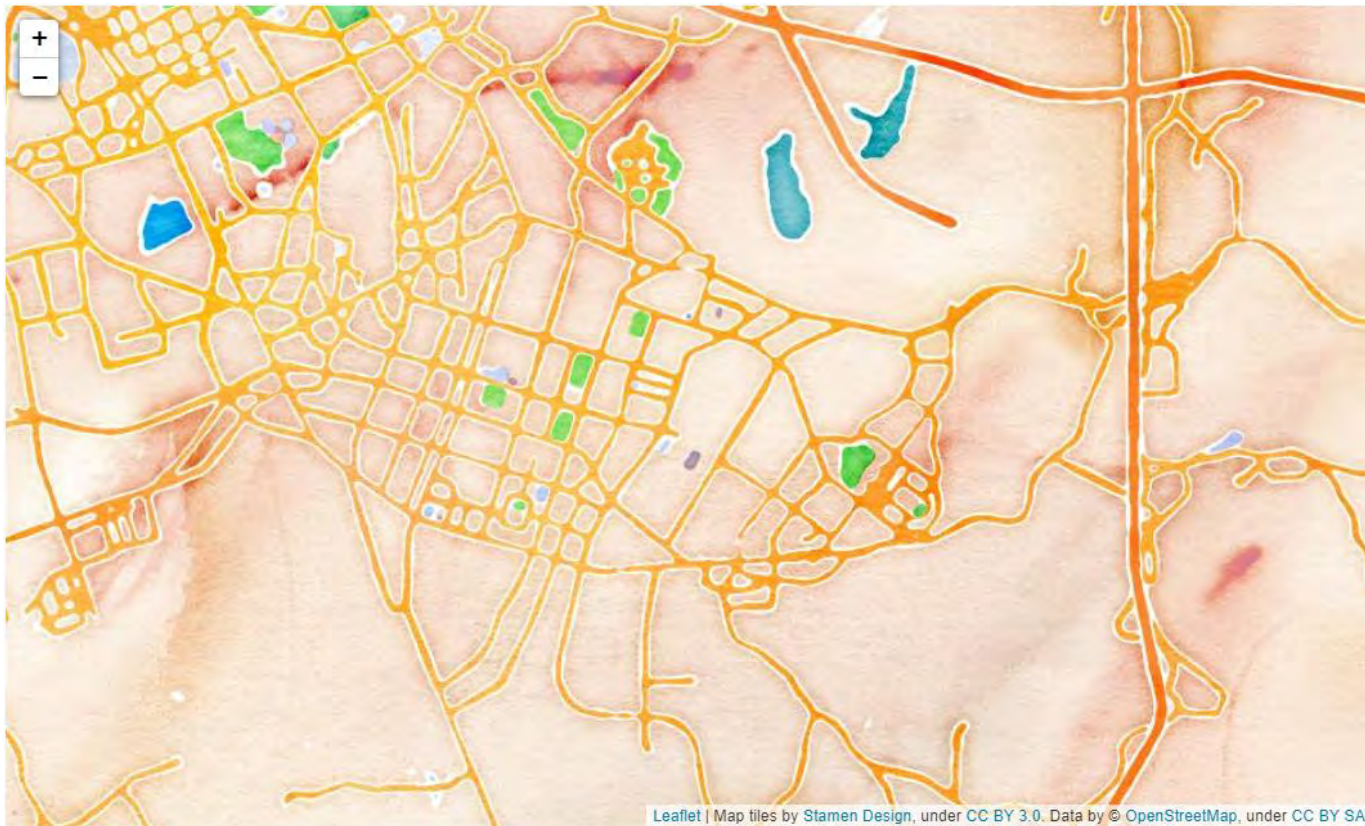 +
−
Leaflet | Map tiles by Stamen Design, under CC BY 3.0. Data by © OpenStreetMap, under CC BY SA